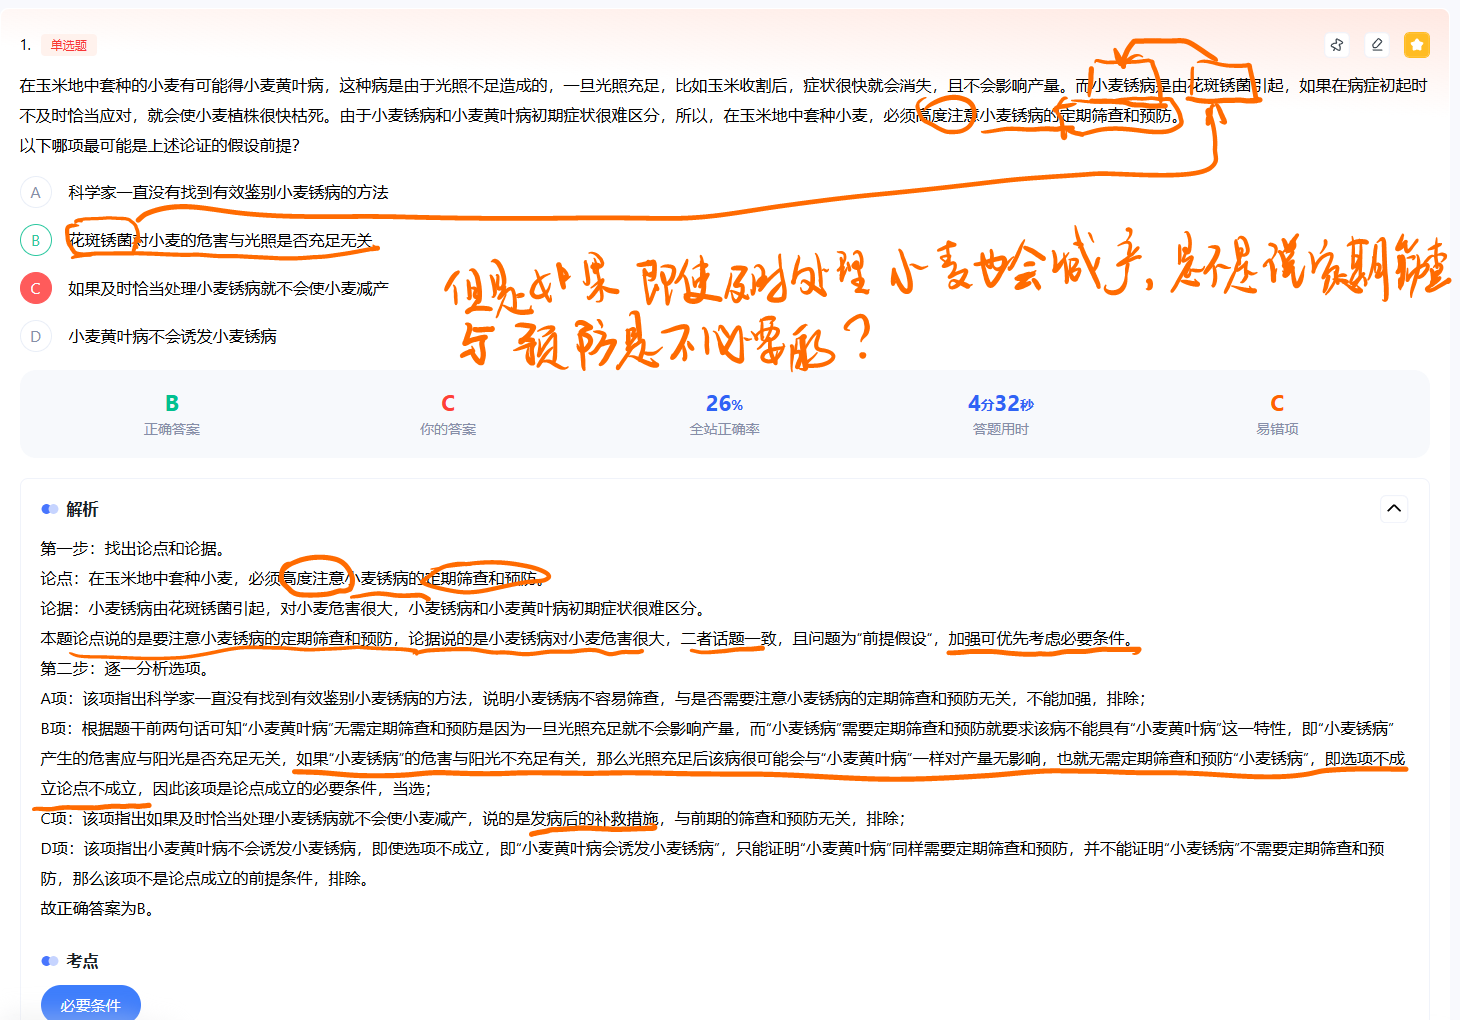 1. 单选题
在玉米地中套种的小麦有可能得小麦黄叶病，这种病是由于光照不足造成的，一旦光照充足，比如玉米收割后，症状很快就会消失，且不会影响产量。而小麦锈病是由花斑锈菌引起，如果在病症初起时
不及时恰当应对，就会使小麦植株很快枯死。由于小麦锈病和小麦黄叶病初期症状很难区分，所以，在玉米地中套种小麦，必须高度注意小麦锈病的定期筛查和预防。
以下哪项最可能是上述论证的假设前提？
A 科学家一直没有找到有效鉴别小麦锈病的方法
B 花斑锈菌对小麦的危害与光照是否充足无关
C 如果及时恰当处理小麦锈病就不会使小麦减产
D 小麦黄叶病不会诱发小麦锈病
但是如果 即使及时处理 小麦也会减产，是不是说定期筛查
与预防是不必要的？
B C 26% 4分32秒 C
正确答案 你的答案 全站正确率 答题用时 易错项
解析
第一步：找出论点和论据。
论点：在玉米地中套种小麦，必须高度注意小麦锈病的定期筛查和预防。
论据：小麦锈病由花斑锈菌引起，对小麦危害很大，小麦锈病和小麦黄叶病初期症状很难区分。
本题论点说的是要注意小麦锈病的定期筛查和预防，论据说的是小麦锈病对小麦危害很大，二者话题一致，且问题为“前提假设”，加强可优先考虑必要条件。
第二步：逐一分析选项。
A项：该项指出科学家一直没有找到有效鉴别小麦锈病的方法，说明小麦锈病不容易筛查，与是否需要注意小麦锈病的定期筛查和预防无关，不能加强，排除；
B项：根据题干前两句话可知“小麦黄叶病”无需定期筛查和预防是因为一旦光照充足就不会影响产量，而“小麦锈病”需要定期筛查和预防就要求该病不能具有“小麦黄叶病”这一特性，即“小麦锈病”
产生的危害应与阳光是否充足无关，如果“小麦锈病”的危害与阳光不充足有关，那么光照充足后该病很可能会与“小麦黄叶病”一样对产量无影响，也就无需定期筛查和预防“小麦锈病”，即选项不成
立论点不成立，因此该项是论点成立的必要条件，当选；
C项：该项指出如果及时恰当处理小麦锈病就不会使小麦减产，说的是发病后的补救措施，与前期的筛查和预防无关，排除；
D项：该项指出小麦黄叶病不会诱发小麦锈病，即使选项不成立，即“小麦黄叶病会诱发小麦锈病”，只能证明“小麦黄叶病”同样需要定期筛查和预防，并不能证明“小麦锈病”不需要定期筛查和预
防，那么该项不是论点成立的前提条件，排除。
故正确答案为B。
考点
必要条件